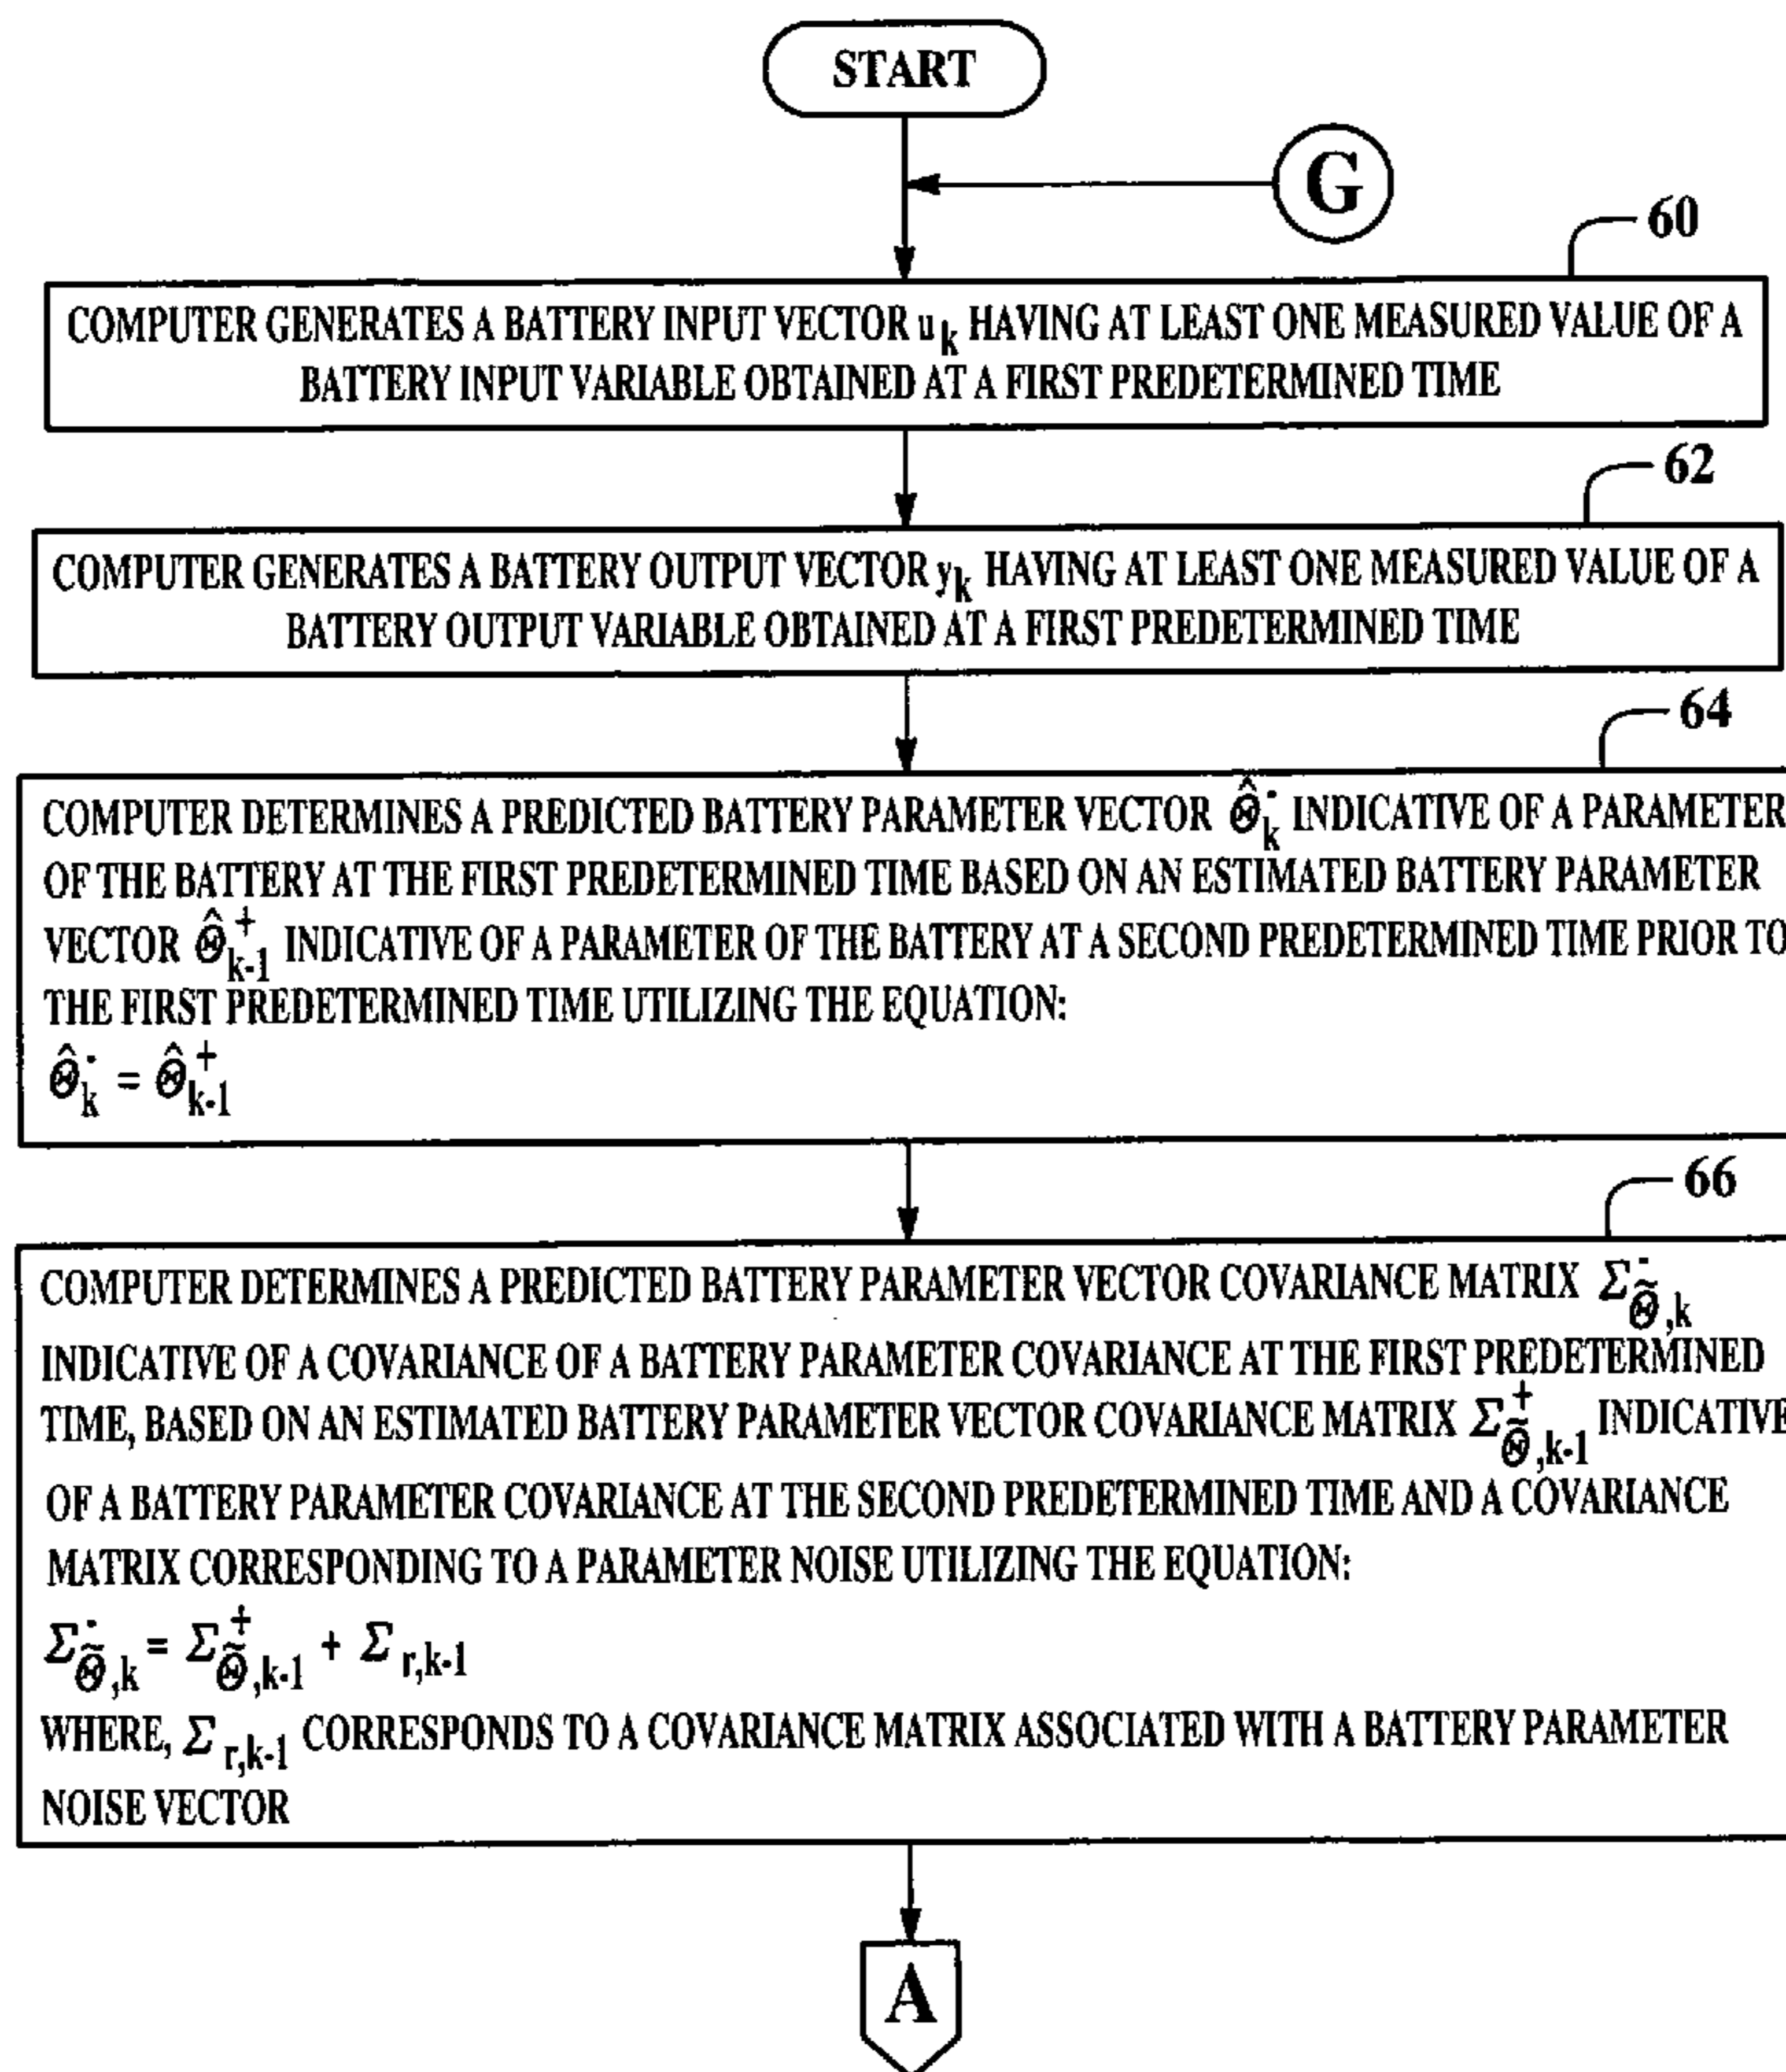 START
G
60
COMPUTER GENERATES A BATTERY INPUT VECTOR u_k HAVING AT LEAST ONE MEASURED VALUE OF A
BATTERY INPUT VARIABLE OBTAINED AT A FIRST PREDETERMINED TIME
62
COMPUTER GENERATES A BATTERY OUTPUT VECTOR y_k HAVING AT LEAST ONE MEASURED VALUE OF A
BATTERY OUTPUT VARIABLE OBTAINED AT A FIRST PREDETERMINED TIME
64
COMPUTER DETERMINES A PREDICTED BATTERY PARAMETER VECTOR Θ̂_k^- INDICATIVE OF A PARAMETER
OF THE BATTERY AT THE FIRST PREDETERMINED TIME BASED ON AN ESTIMATED BATTERY PARAMETER
VECTOR Θ̂_{k-1}^+ INDICATIVE OF A PARAMETER OF THE BATTERY AT A SECOND PREDETERMINED TIME PRIOR TO
THE FIRST PREDETERMINED TIME UTILIZING THE EQUATION:
Θ̂_k^- = Θ̂_{k-1}^+
66
COMPUTER DETERMINES A PREDICTED BATTERY PARAMETER VECTOR COVARIANCE MATRIX Σ_{Θ̃,k}^-
INDICATIVE OF A COVARIANCE OF A BATTERY PARAMETER COVARIANCE AT THE FIRST PREDETERMINED
TIME, BASED ON AN ESTIMATED BATTERY PARAMETER VECTOR COVARIANCE MATRIX Σ_{Θ̃,k-1}^+ INDICATIVE
OF A BATTERY PARAMETER COVARIANCE AT THE SECOND PREDETERMINED TIME AND A COVARIANCE
MATRIX CORRESPONDING TO A PARAMETER NOISE UTILIZING THE EQUATION:
Σ_{Θ̃,k}^- = Σ_{Θ̃,k-1}^+ + Σ_{r,k-1}
WHERE, Σ_{r,k-1} CORRESPONDS TO A COVARIANCE MATRIX ASSOCIATED WITH A BATTERY PARAMETER
NOISE VECTOR
A